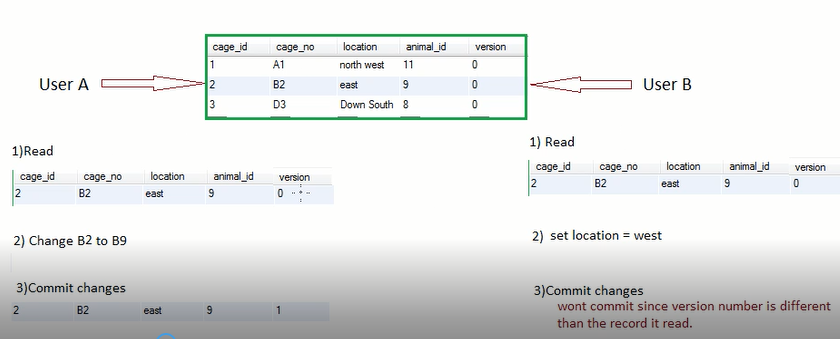 cage_id cage_no location animal_id version
1 A1 north west 11 0
User A 2 B2 east 9 0 User B
3 D3 Down South 8 0
1)Read
cage_id cage_no location animal_id version
2 B2 east 9 0
2) Change B2 to B9
3)Commit changes
2 B2 east 9 1
1) Read
cage_id cage_no location animal_id version
2 B2 east 9 0
2) set location = west
3)Commit changes
wont commit since version number is different
than the record it read.